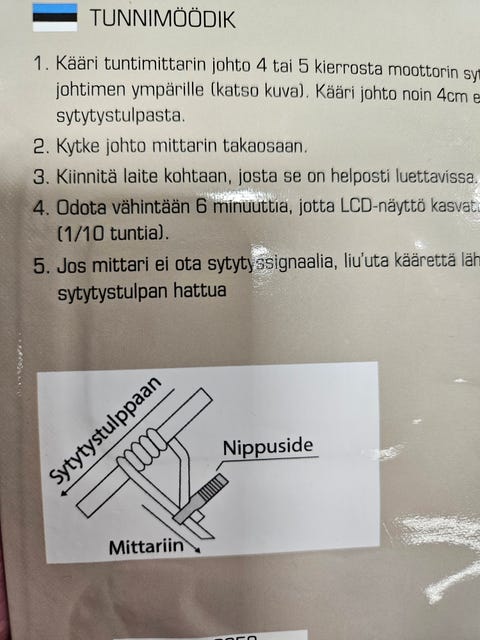 TUNNIMÖÖDIK
1. Kääri tuntimittarin johto 4 tai 5 kierrosta moottorin
johtimen ympärille (katso kuva). Kääri johto noin 4cm
sytytystulpasta.
2. Kytke johto mittarin takaosaan.
3. Kiinnitä laite kohtaan, josta se on helposti luettavissa.
4. Odota vähintään 6 minuuttia, jotta LCD-näyttö
(1/10 tuntia).
5. Jos mittari ei ota sytytyssignaalia, liu'uta käärettä
sytytystulpan hattua
Sytytystulppaan
Nippuside
Mittariin